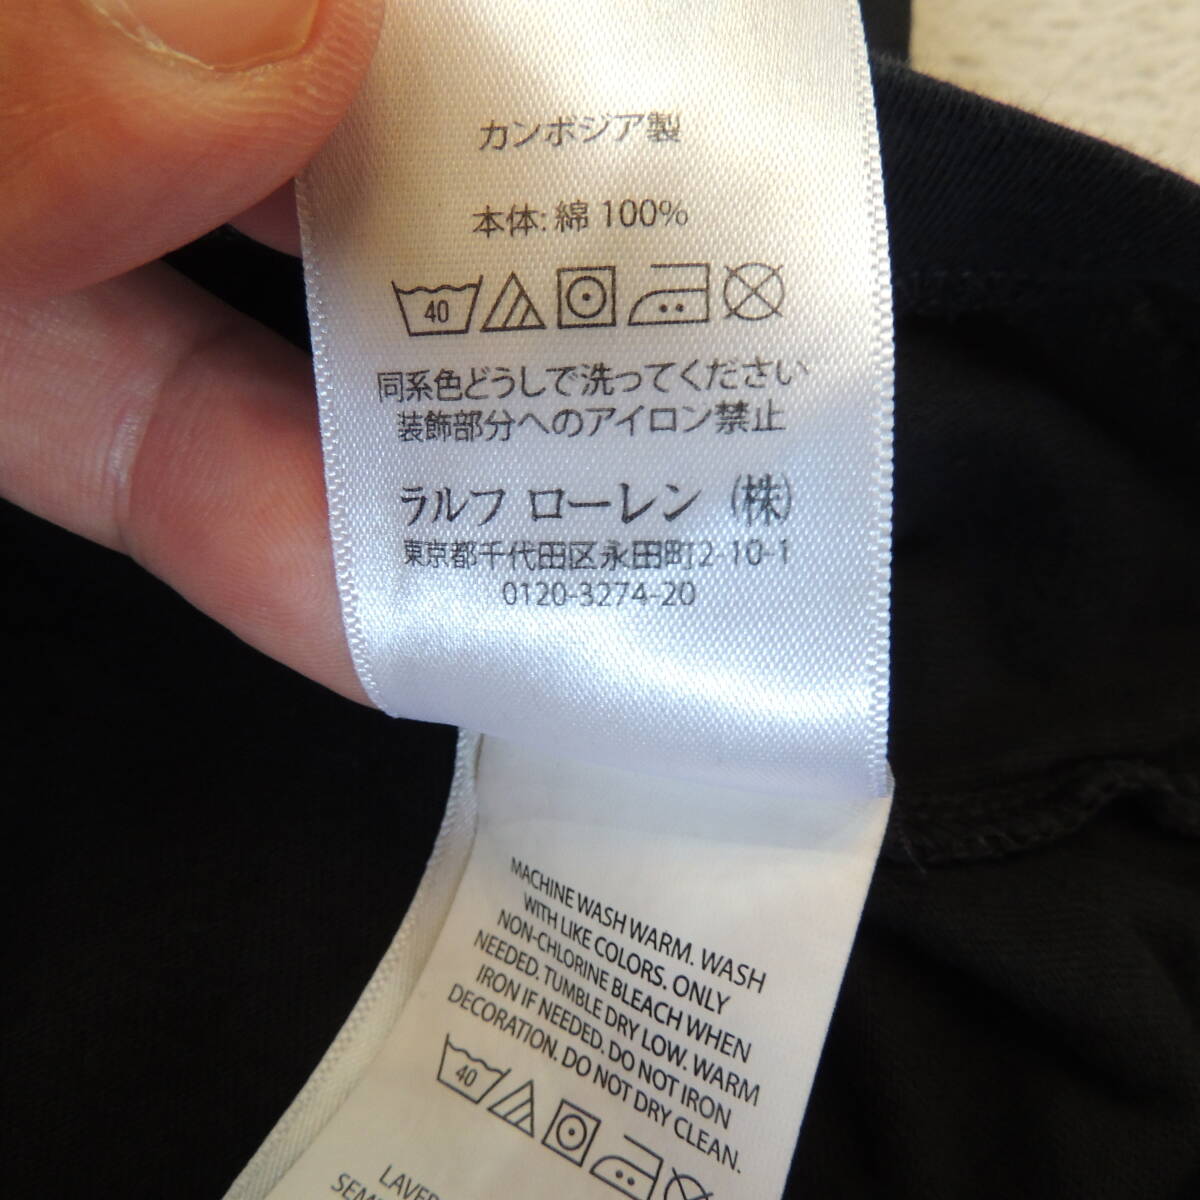 カンボジア製
本体: 綿 100%
40
同系色どうしで洗ってください
装飾部分へのアイロン禁止
ラルフ ローレン (株)
東京都千代田区永田町2-10-1
0120-3274-20
MACHINE WASH WARM. WASH
WITH LIKE COLORS. ONLY
NON-CHLORINE BLEACH WHEN
NEEDED. TUMBLE DRY LOW. WARM
IRON IF NEEDED. DO NOT IRON
DECORATION. DO NOT DRY CLEAN.
40